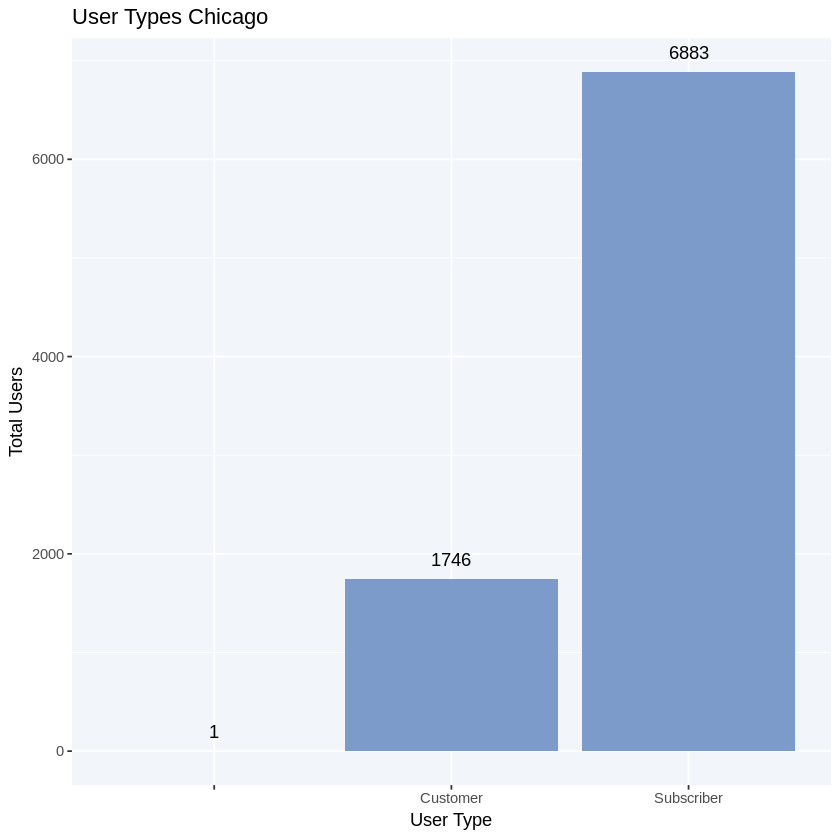 User Types Chicago
6883
6000
4000
Total Users
2000
1746
1
0
Customer
Subscriber
User Type